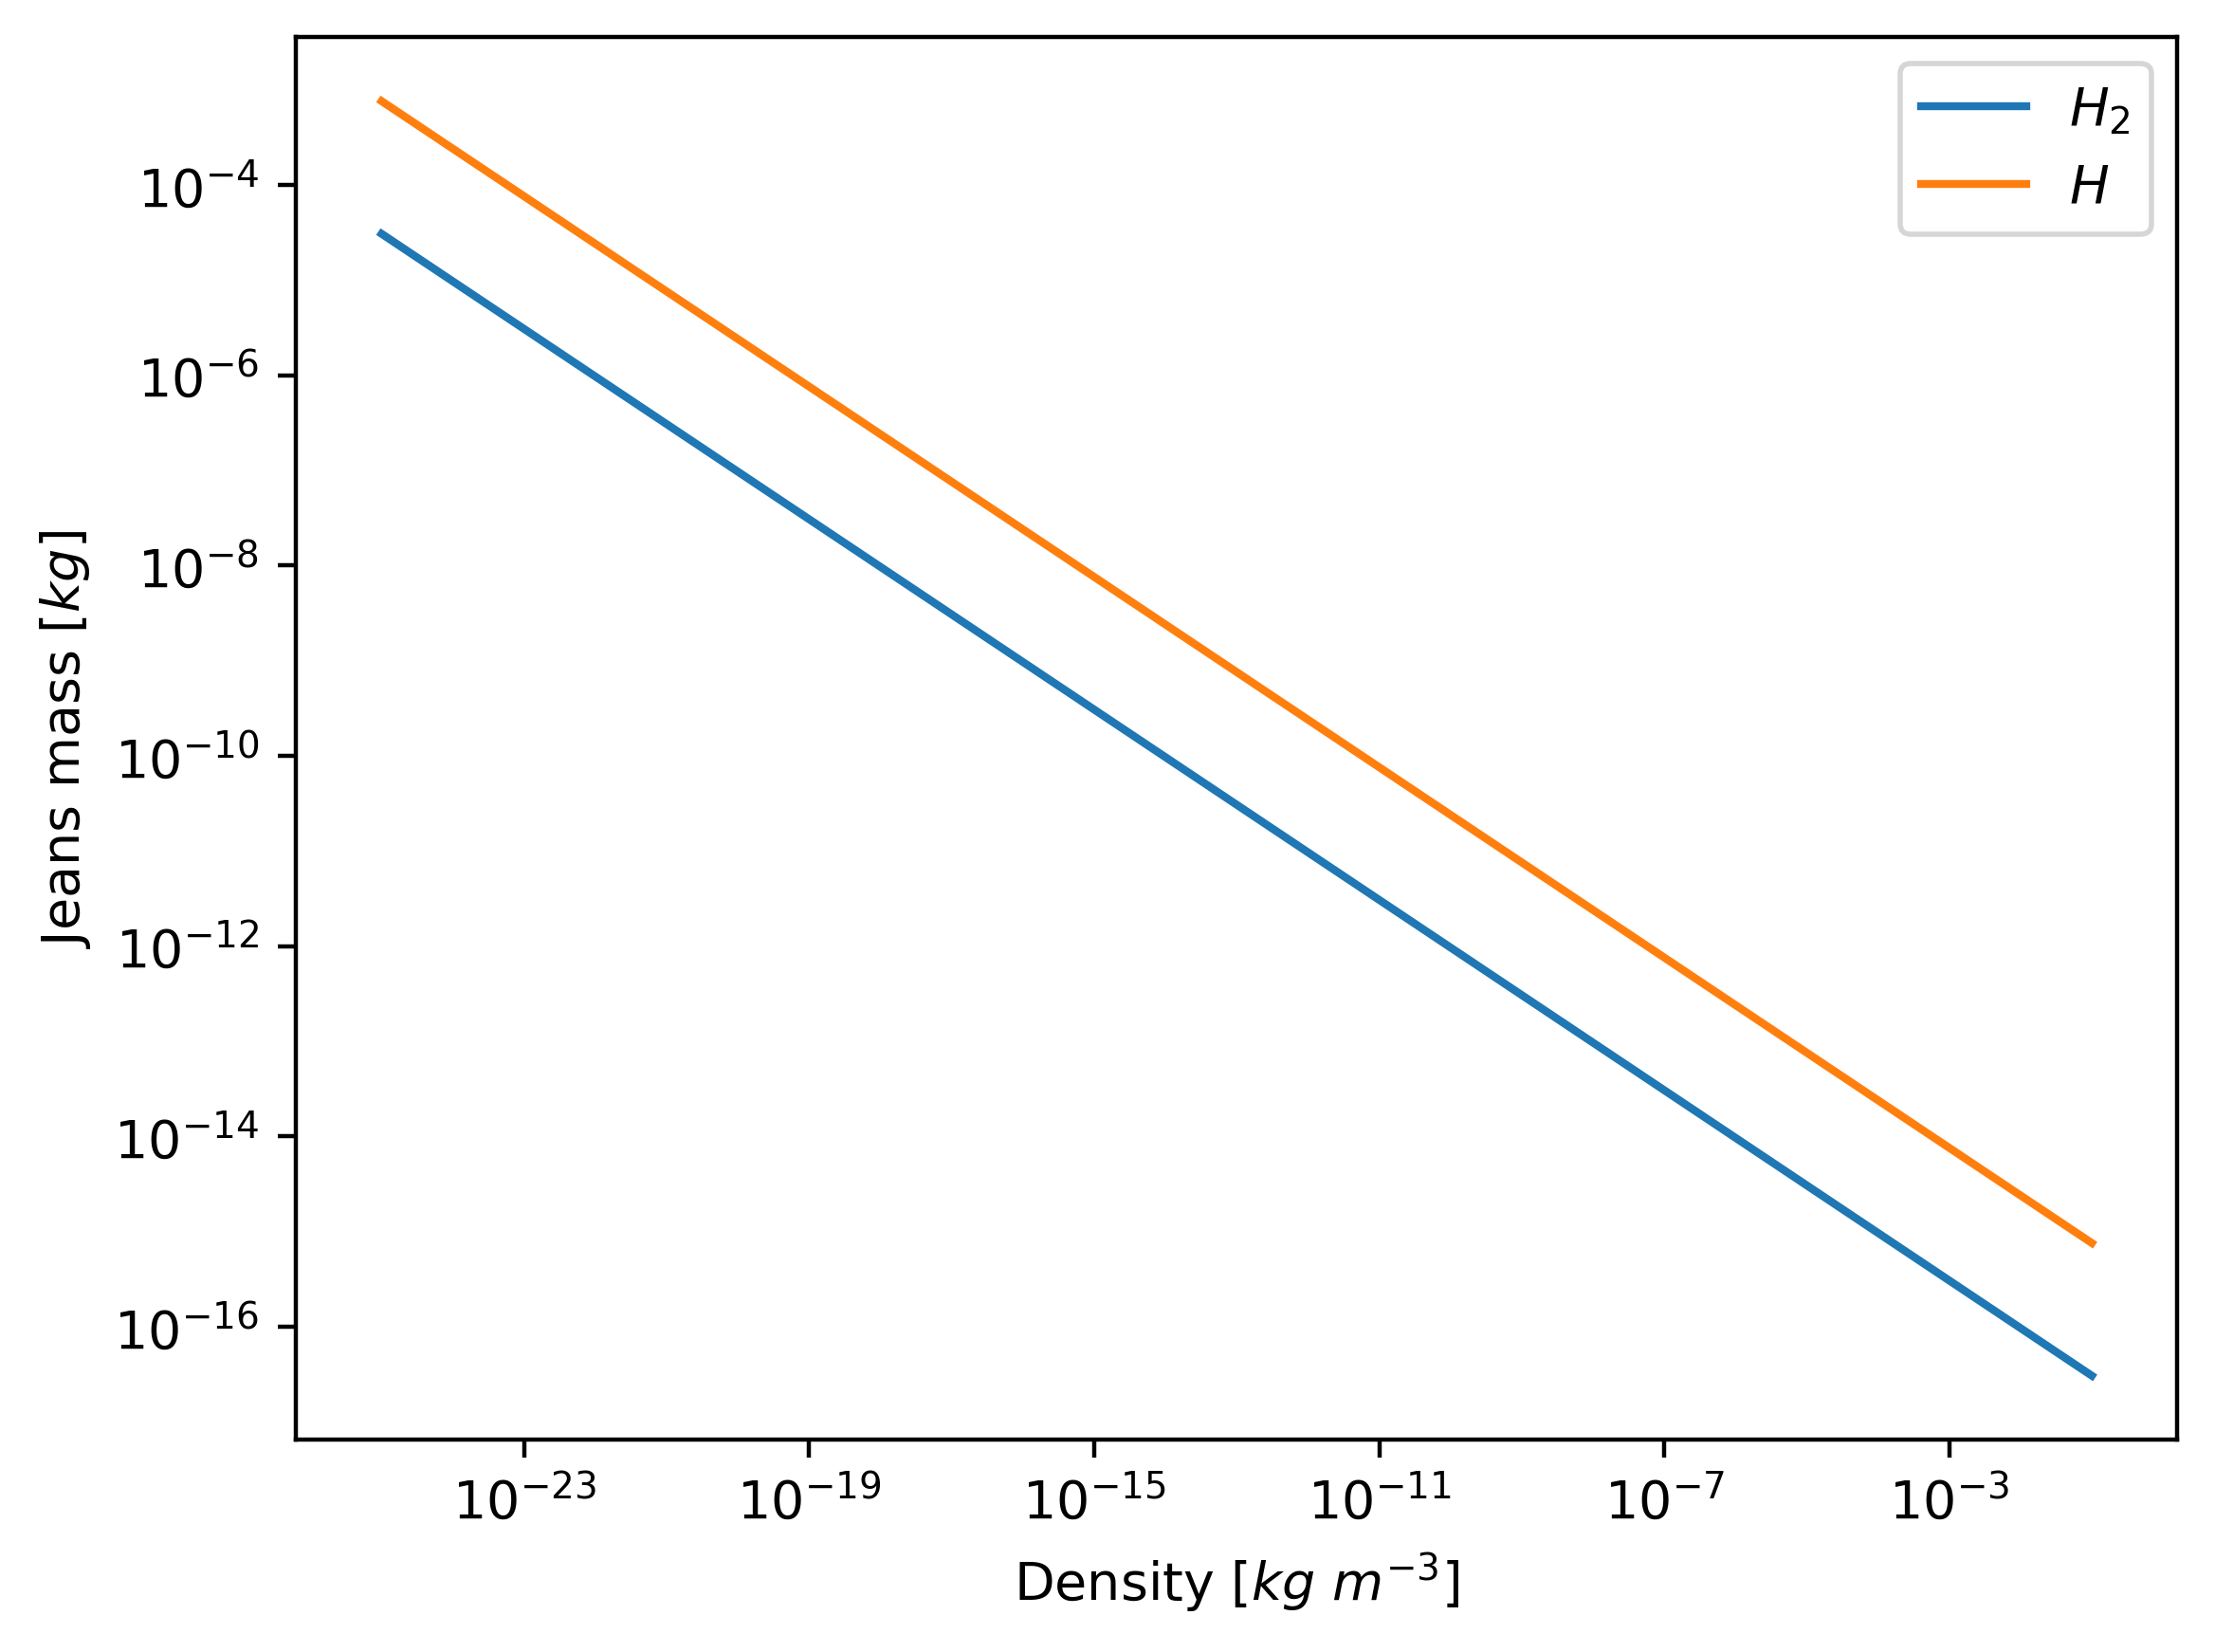 H₂
H
10⁻⁴
10⁻⁶
10⁻⁸
10⁻¹⁰
10⁻¹²
10⁻¹⁴
10⁻¹⁶
Jeans mass [kg]
10⁻²³ 10⁻¹⁹ 10⁻¹⁵ 10⁻¹¹ 10⁻⁷ 10⁻³
Density [kg m⁻³]